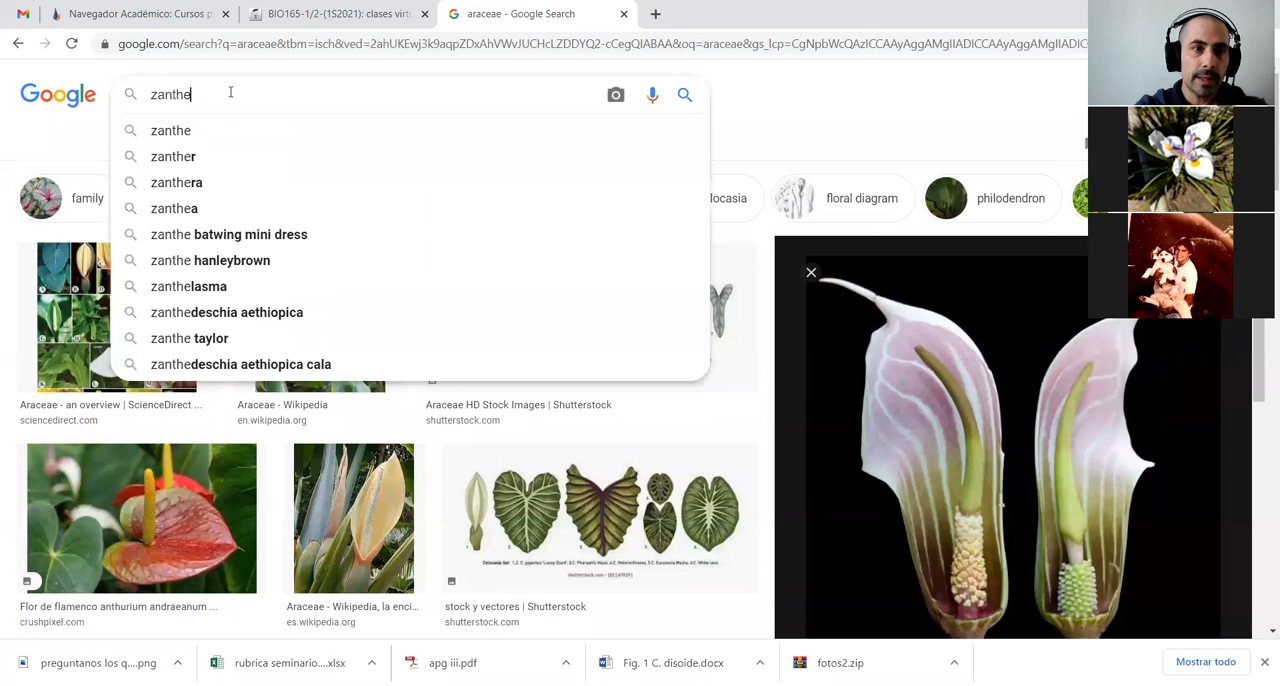 Navegador Académico: Cursos p
BIO165-1/2-(1S2021): clases virtu
araceae - Google Search
google.com/search?q=araceae&tbm=isch&ved=2ahUKEwj3k9aqpZDxAhVWvJUCHcLZDDYQ2-cCegQIABAA&oq=araceae&gs_lcp=CgNpbWcQAzICCAAyAggAMgIIADICCAAyAggAMgIIADIC
Google
zanthe
zanthe
zanther
zanthera
zanthea
zanthe batwing mini dress
zanthe hanleybrown
zanthelasma
zanthedeschia aethiopica
zanthe taylor
zanthedeschia aethiopica cala
family
locasia
floral diagram
philodendron
Araceae - an overview | ScienceDirect ...
sciencedirect.com
Araceae - Wikipedia
en.wikipedia.org
Araceae HD Stock Images | Shutterstock
shutterstock.com
Flor de flamenco anthurium andraeanum ...
crushpixel.com
Araceae - Wikipedia, la enci...
es.wikipedia.org
stock y vectores | Shutterstock
shutterstock.com
preguntanos los q....png
rubrica seminario....xlsx
apg iii.pdf
Fig. 1 C. disoide.docx
fotos2.zip
Mostrar todo